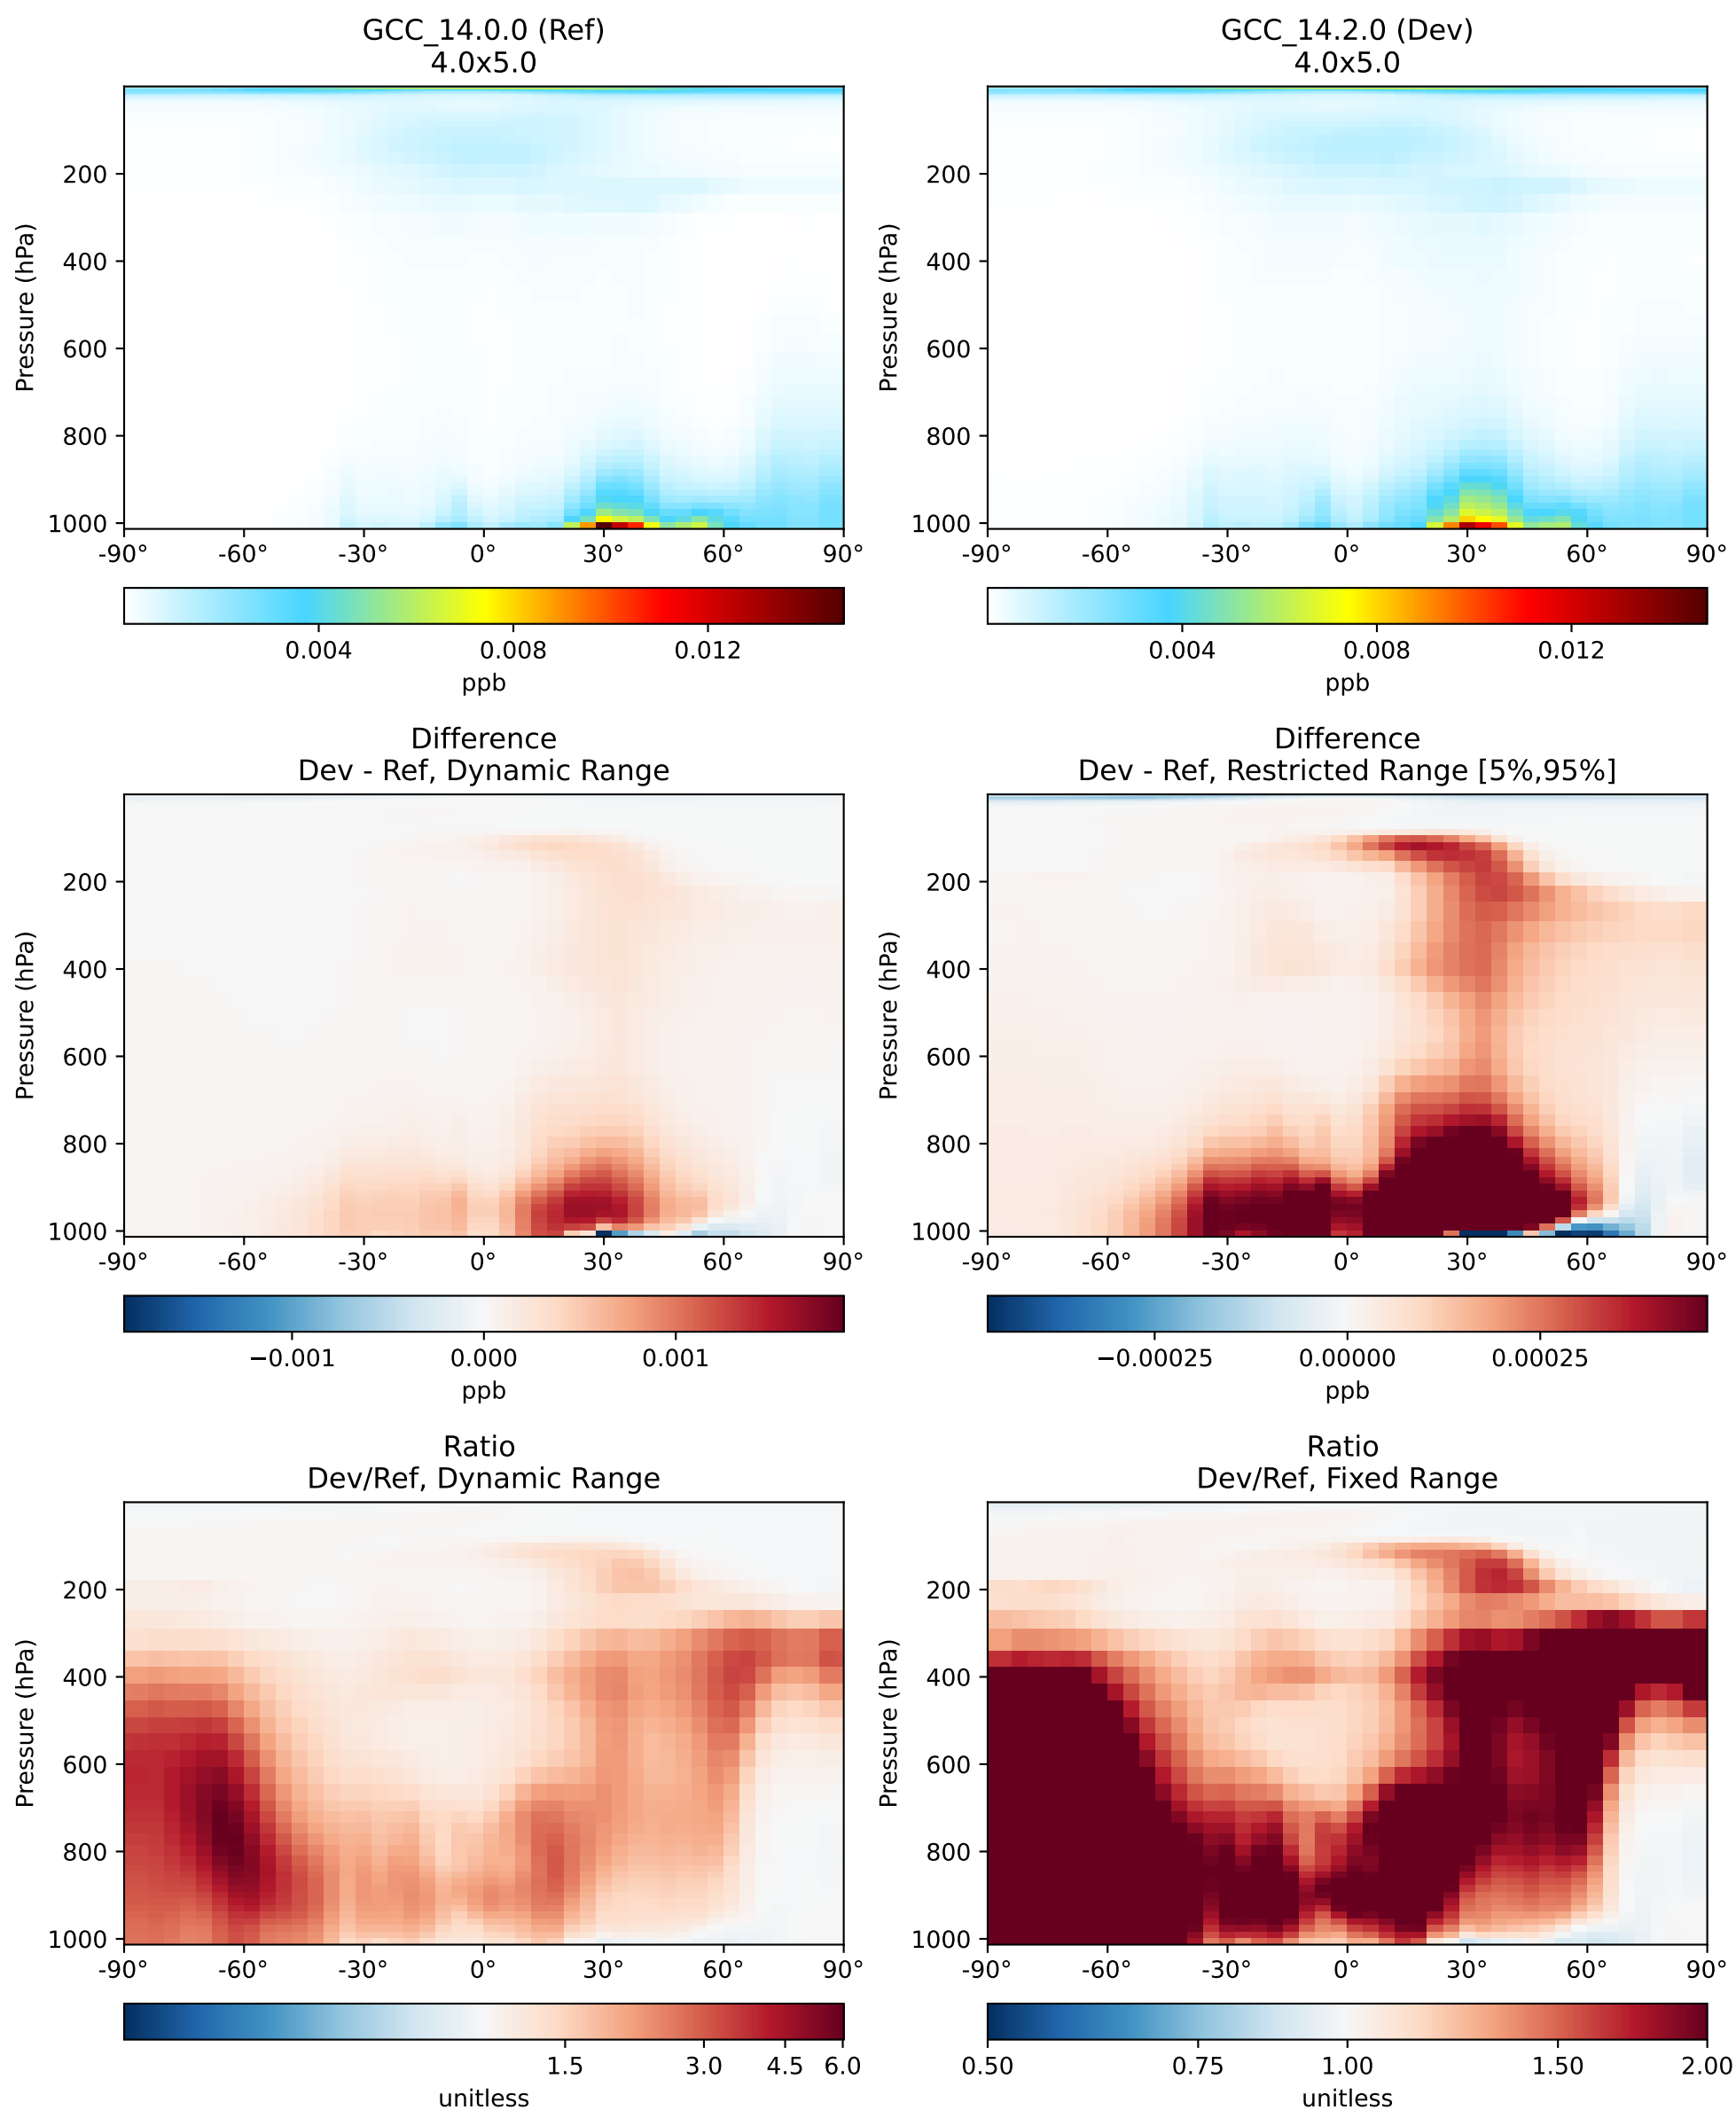 GCC_14.0.0 (Ref)
4.0x5.0
Pressure (hPa)
200
400
600
800
1000
-90° -60° -30° 0° 30° 60° 90°
0.004 0.008 0.012
ppb
GCC_14.2.0 (Dev)
4.0x5.0
Pressure (hPa)
200
400
600
800
1000
-90° -60° -30° 0° 30° 60° 90°
0.004 0.008 0.012
ppb
Difference
Dev - Ref, Dynamic Range
Pressure (hPa)
200
400
600
800
1000
-90° -60° -30° 0° 30° 60° 90°
−0.001 0.000 0.001
ppb
Difference
Dev - Ref, Restricted Range [5%,95%]
Pressure (hPa)
200
400
600
800
1000
-90° -60° -30° 0° 30° 60° 90°
−0.00025 0.00000 0.00025
ppb
Ratio
Dev/Ref, Dynamic Range
Pressure (hPa)
200
400
600
800
1000
-90° -60° -30° 0° 30° 60° 90°
1.5 3.0 4.5 6.0
unitless
Ratio
Dev/Ref, Fixed Range
Pressure (hPa)
200
400
600
800
1000
-90° -60° -30° 0° 30° 60° 90°
0.50 0.75 1.00 1.50 2.00
unitless